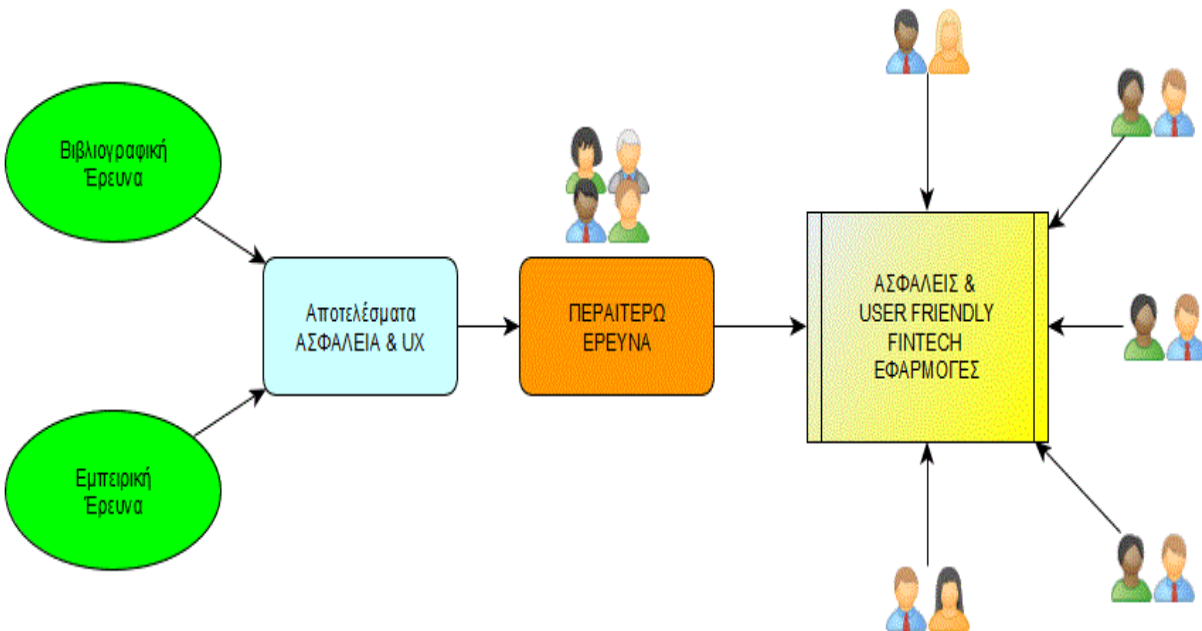 Βιβλιογραφική
Έρευνα
Αποτελέσματα
ΑΣΦΑΛΕΙΑ & UX
ΠΕΡΑΙΤΕΡΩ
ΕΡΕΥΝΑ
ΑΣΦΑΛΕΙΣ &
USER FRIENDLY
FINTECH
ΕΦΑΡΜΟΓΕΣ
Εμπειρική
Έρευνα